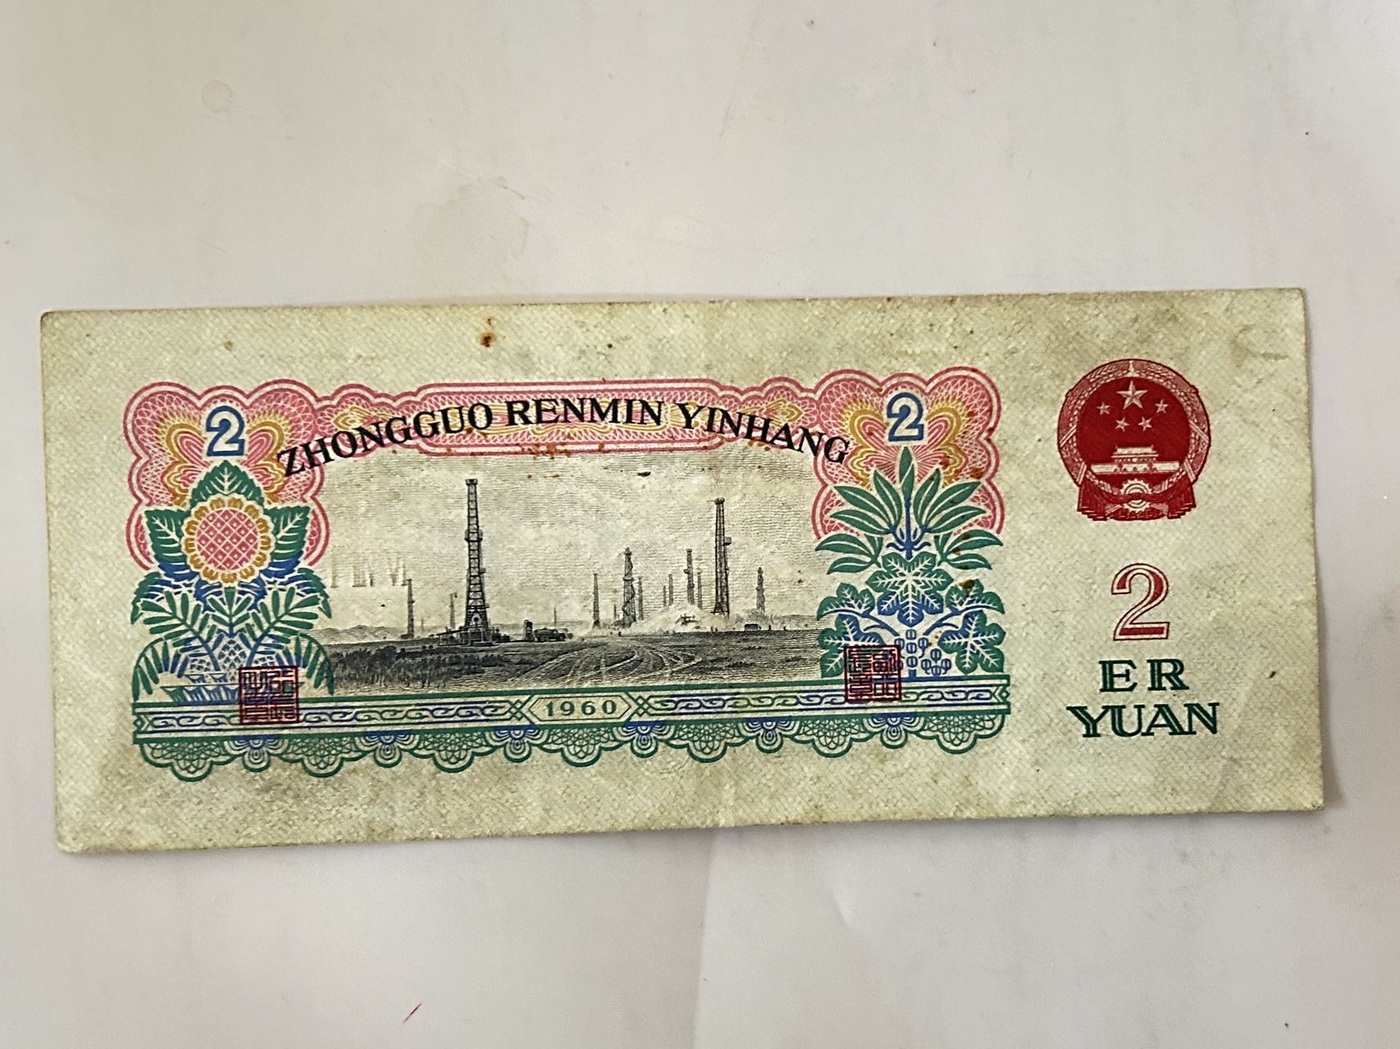 2
2
ZHONGGUO RENMIN YINHANG
1960
2
ER
YUAN